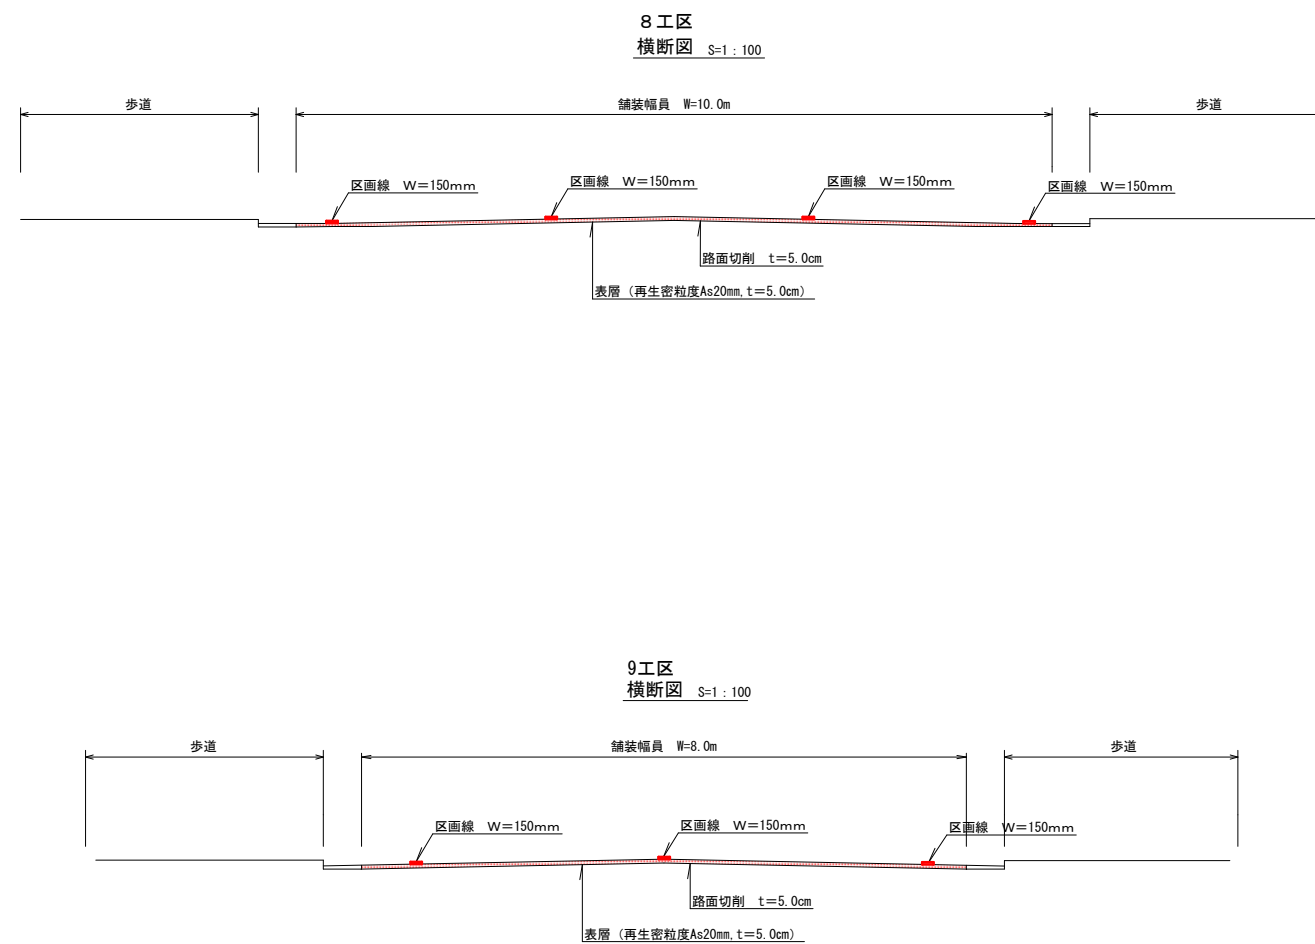 ８工区
横断図 S=1：100
歩道
舗装幅員 W=10.0m
歩道
区画線 Ｗ＝150mm
区画線 Ｗ＝150mm
区画線 Ｗ＝150mm
区画線 Ｗ＝150mm
路面切削 ｔ＝5.0cm
表層（再生密粒度As20mm,ｔ＝5.0cm）
9工区
横断図 S=1：100
歩道
舗装幅員 W=8.0m
歩道
区画線 Ｗ＝150mm
区画線 Ｗ＝150mm
区画線 Ｗ＝150mm
路面切削 ｔ＝5.0cm
表層（再生密粒度As20mm,ｔ＝5.0cm）